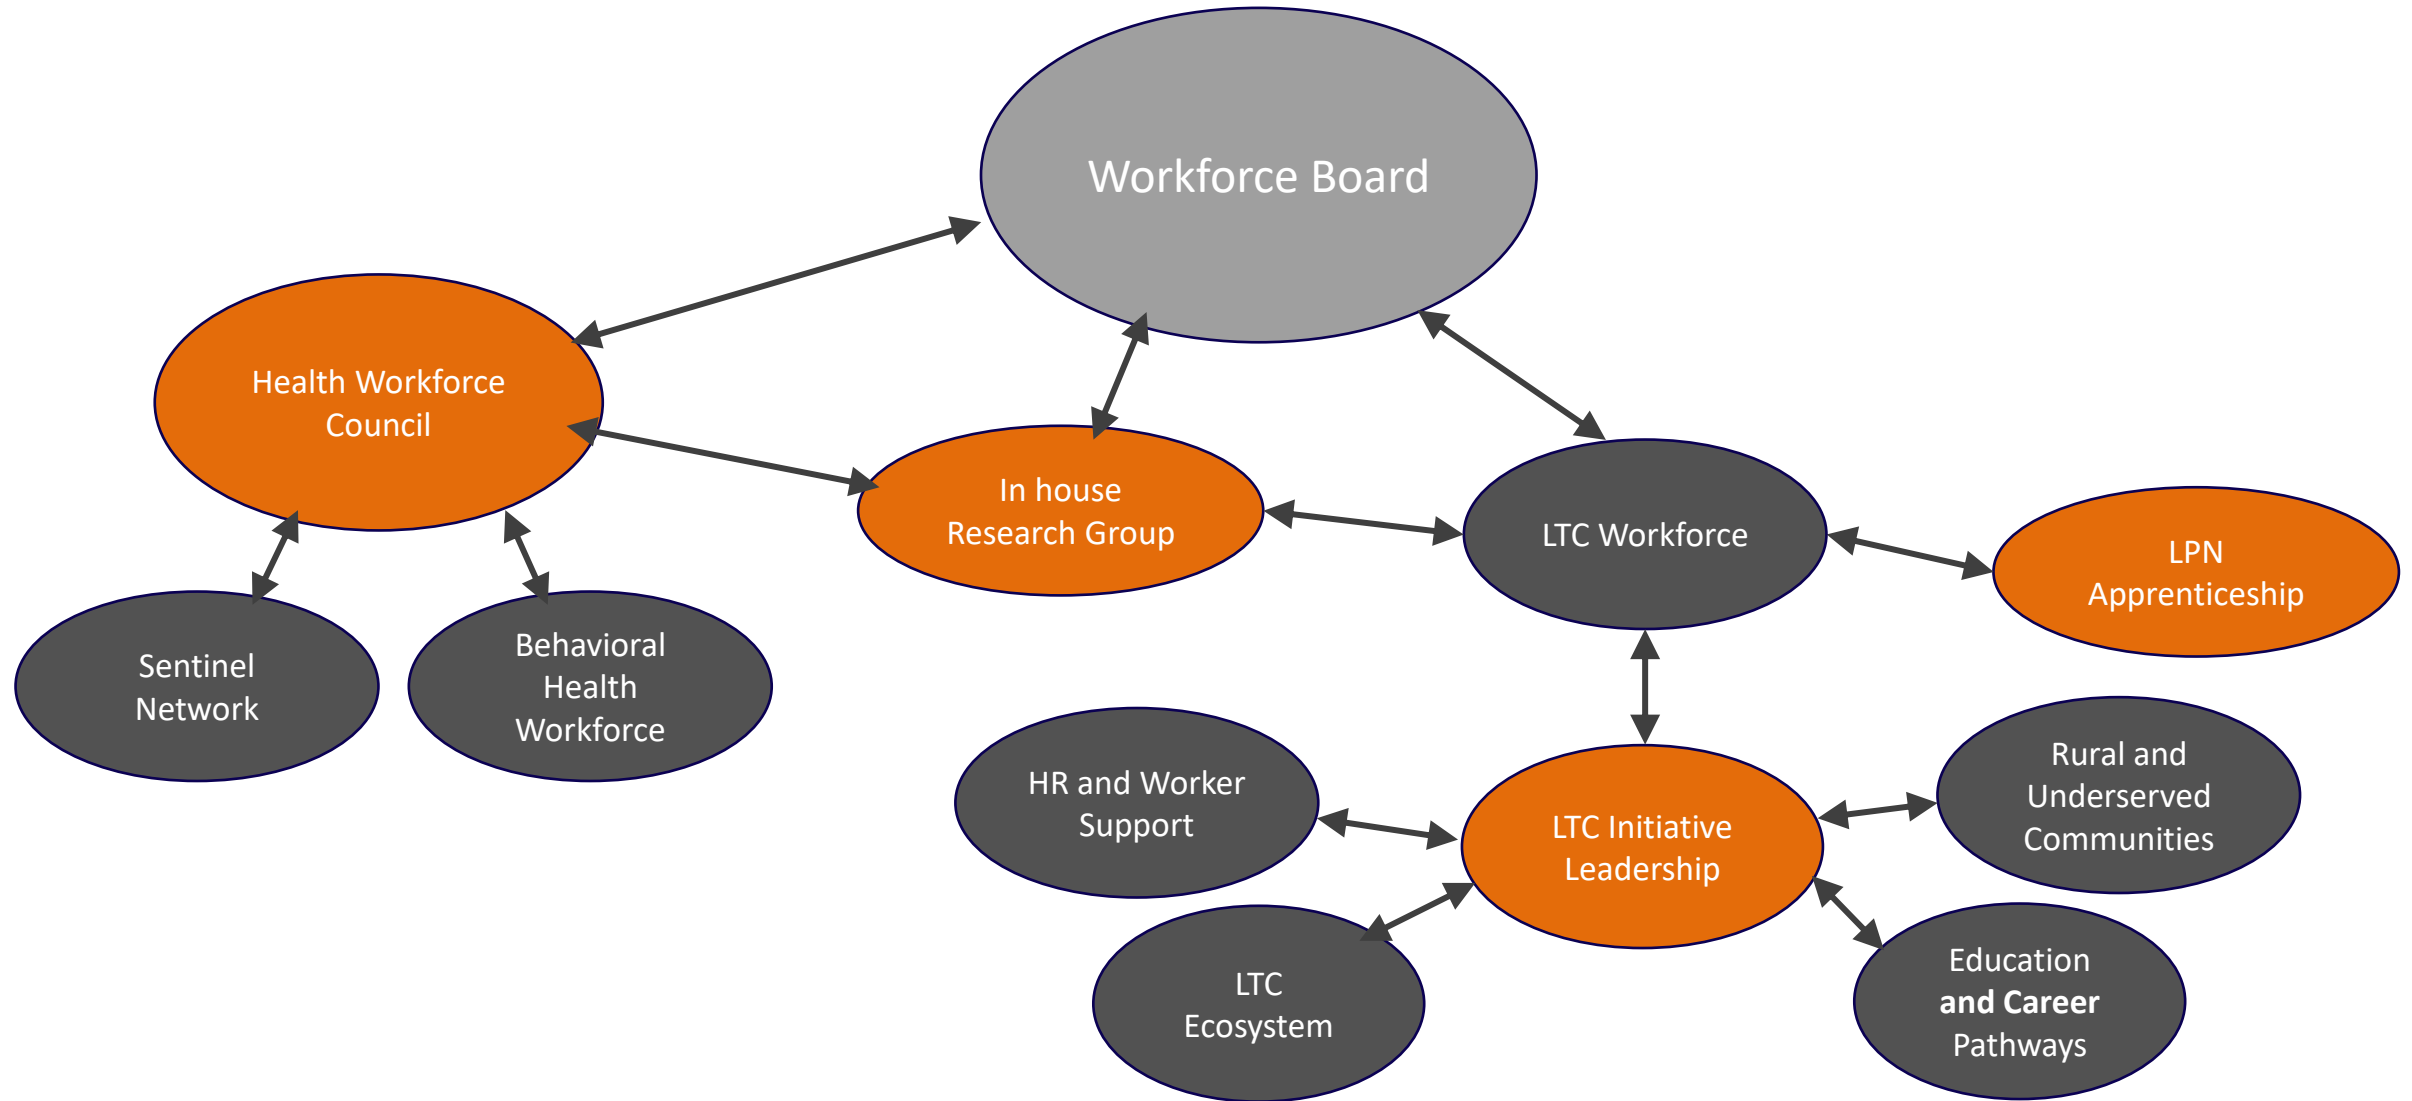 Workforce Board
Health Workforce
Council
In house
Research Group
LTC Workforce
LPN
Apprenticeship
Sentinel
Network
Behavioral
Health
Workforce
HR and Worker
Support
LTC Initiative
Leadership
Rural and
Underserved
Communities
LTC
Ecosystem
Education
and Career
Pathways